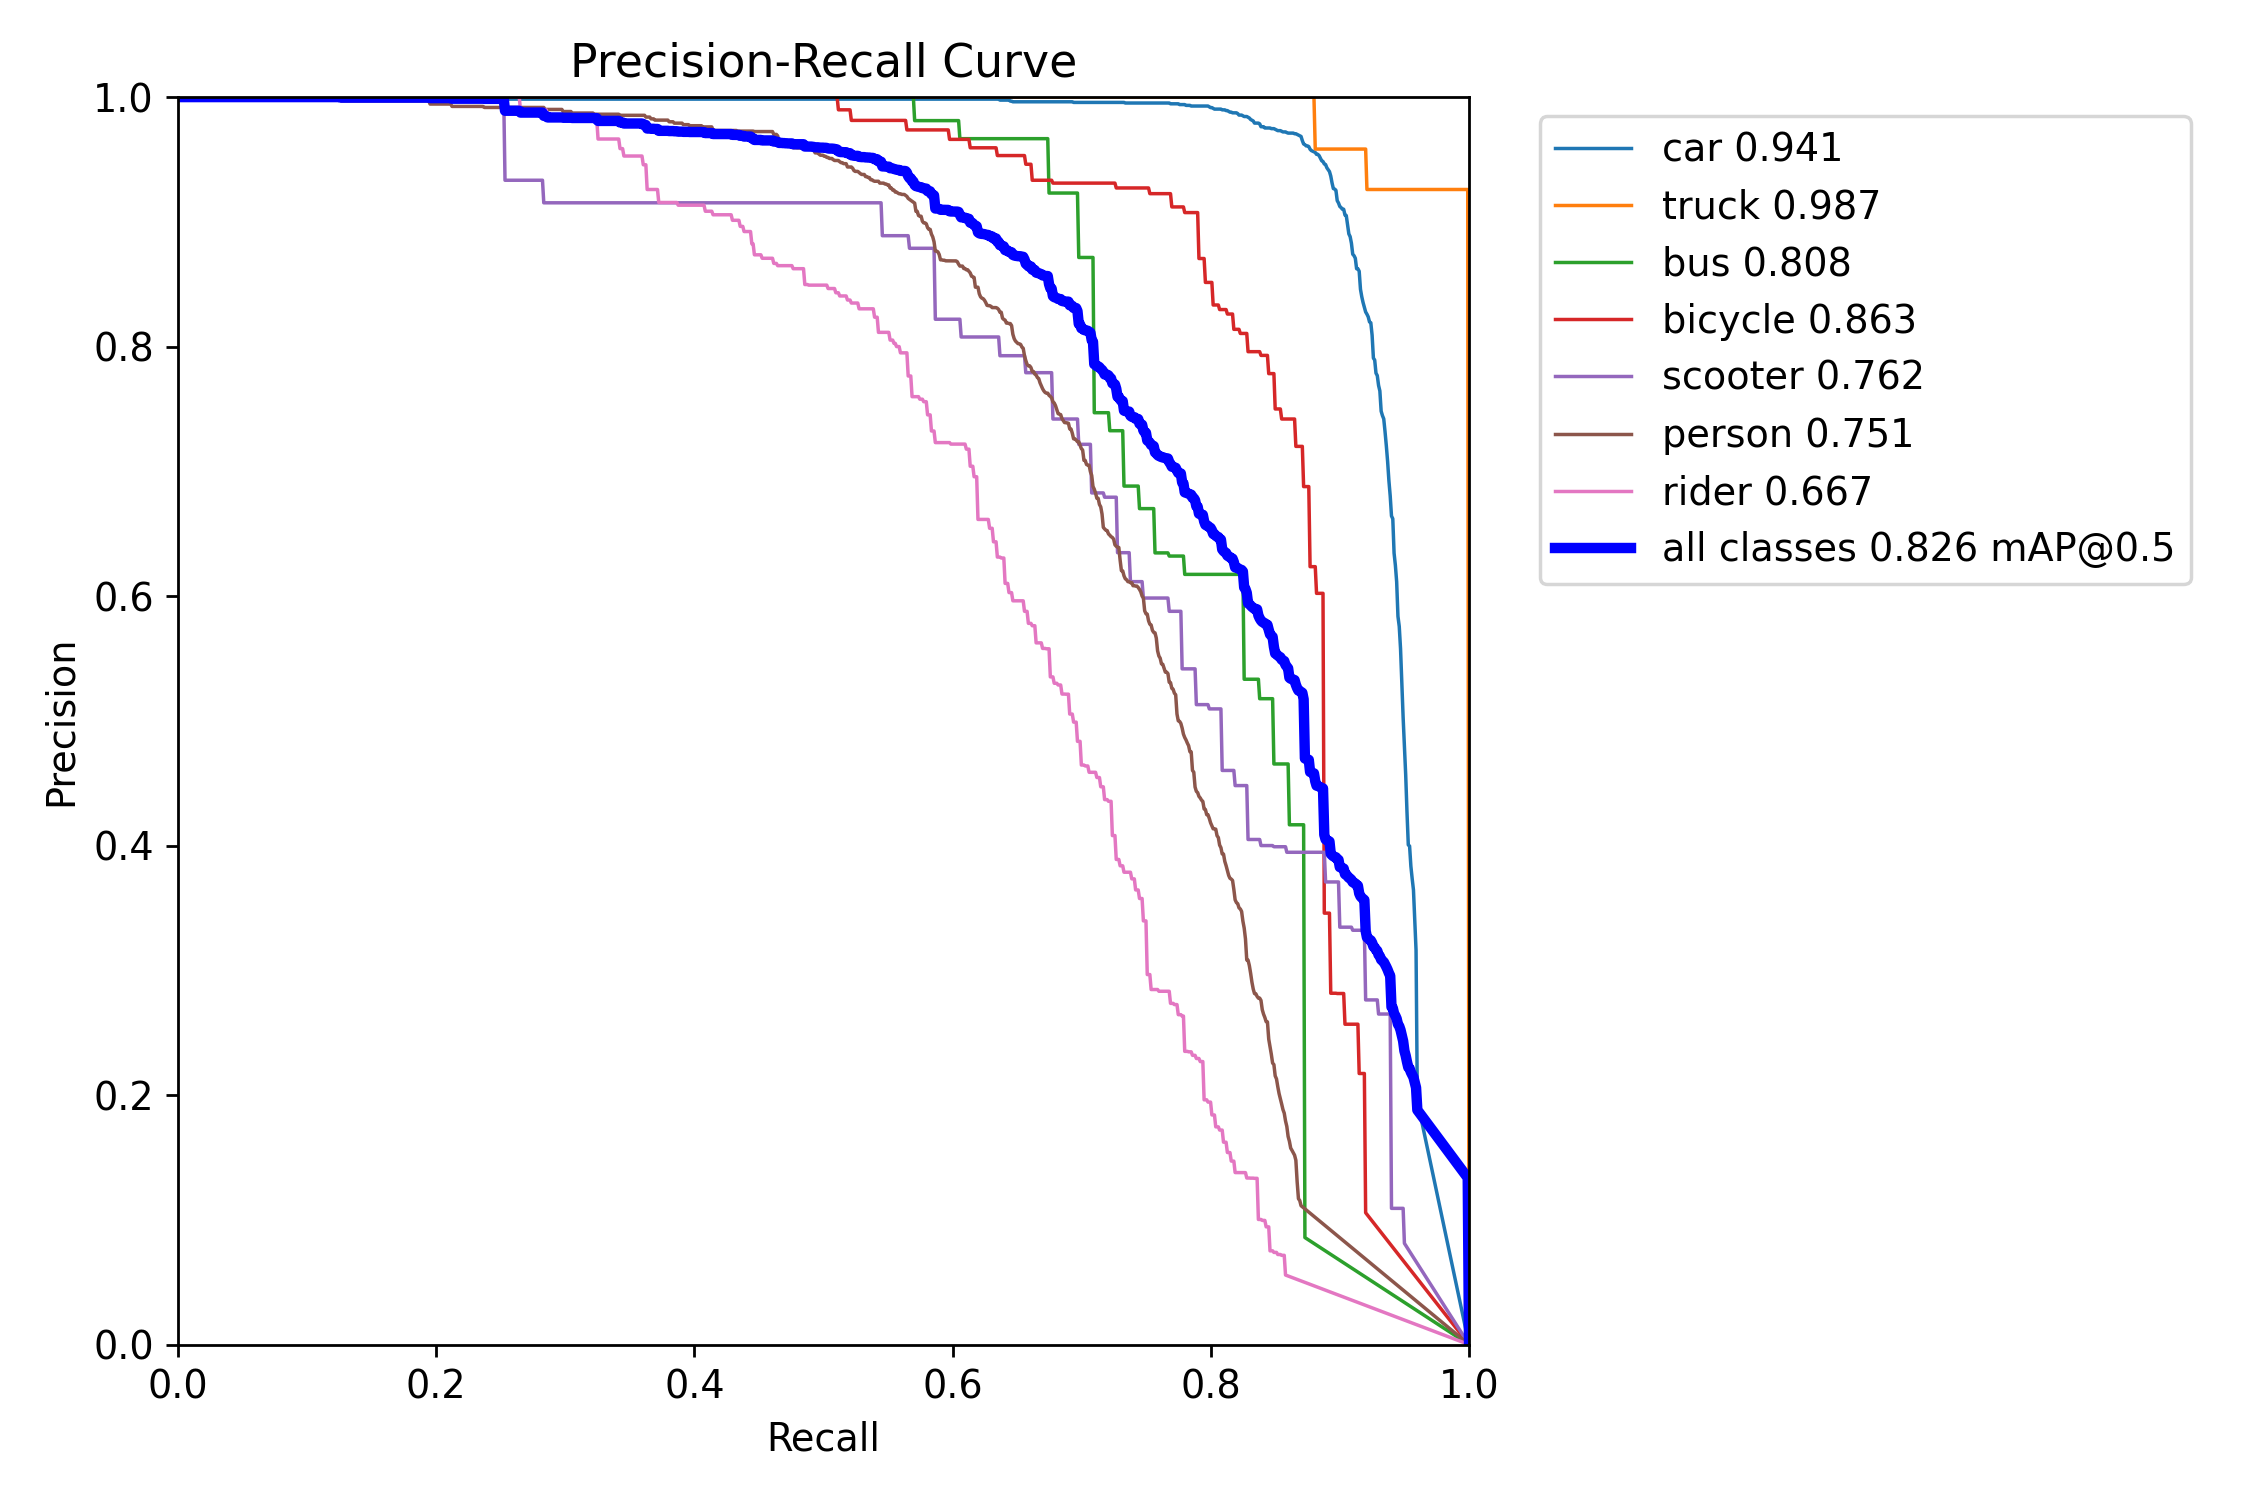 Precision-Recall Curve
1.0
0.8
0.6
0.4
0.2
0.0
Precision
0.0 0.2 0.4 0.6 0.8 1.0
Recall
car 0.941
truck 0.987
bus 0.808
bicycle 0.863
scooter 0.762
person 0.751
rider 0.667
all classes 0.826 mAP@0.5